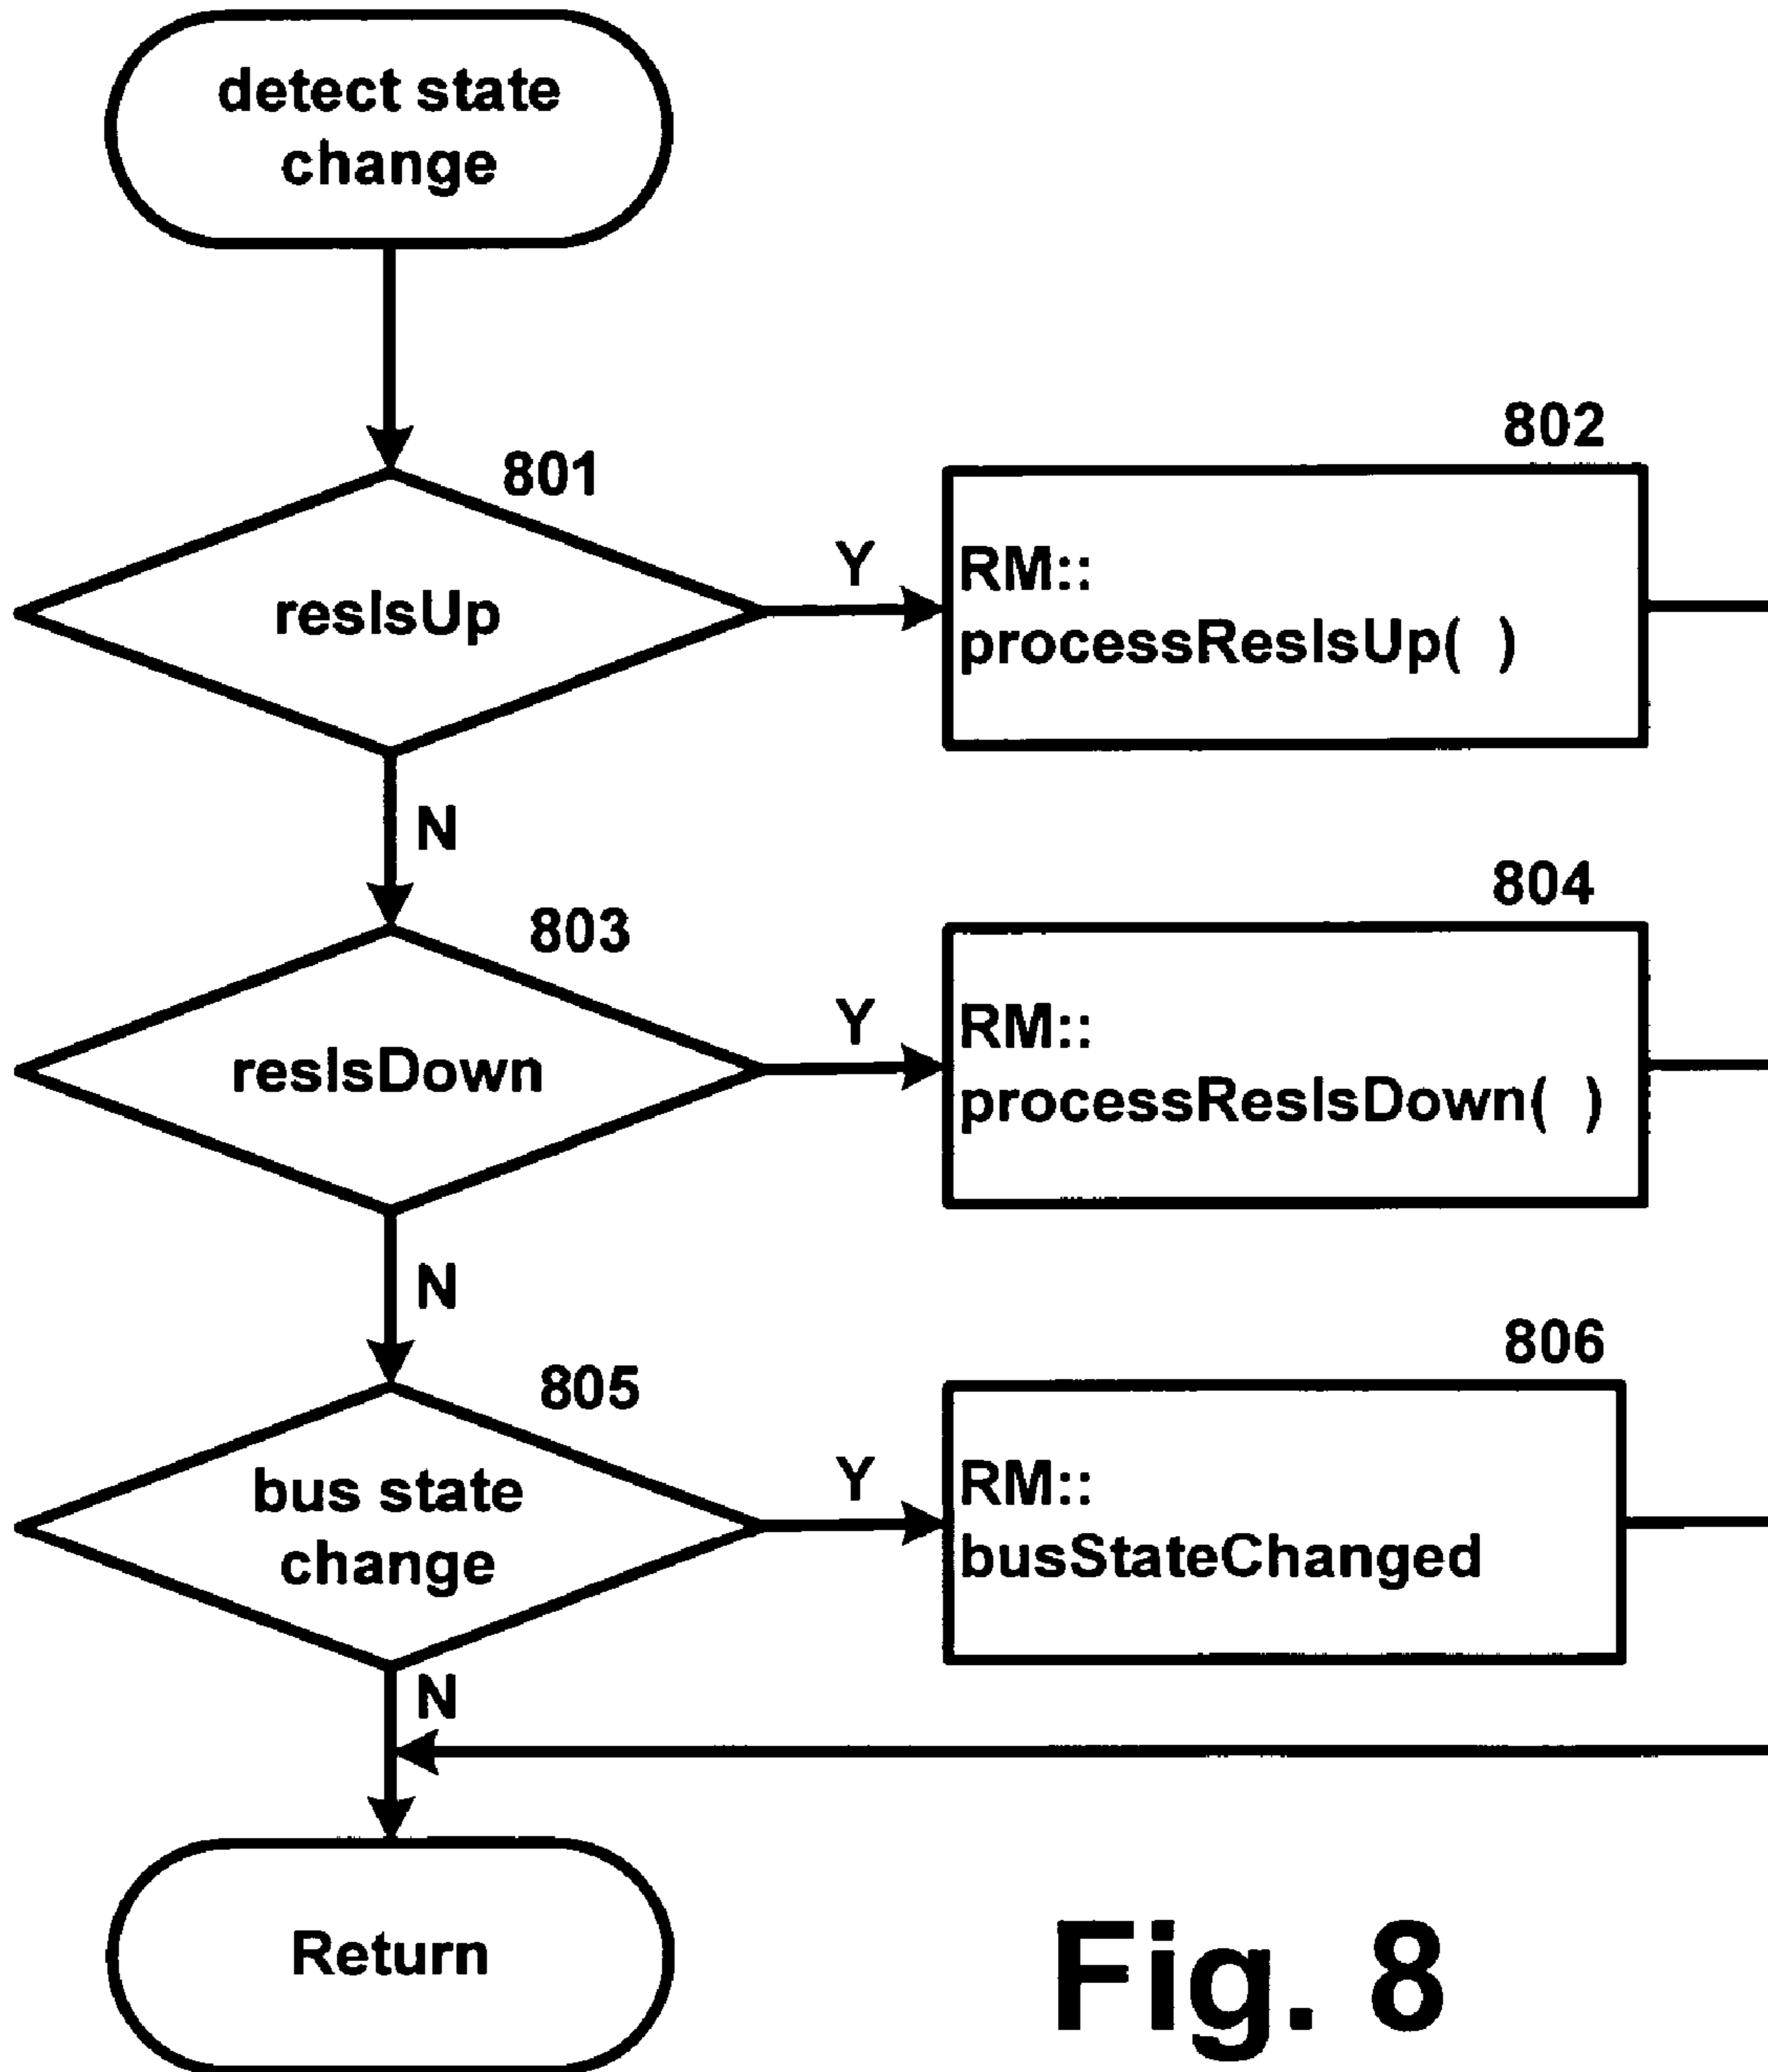 detect state
change
801
resIsUp
Y
802
RM::
processResIsUp( )
N
803
resIsDown
Y
804
RM::
processResIsDown( )
N
805
bus state
change
Y
806
RM::
busStateChanged
N
Return
Fig. 8